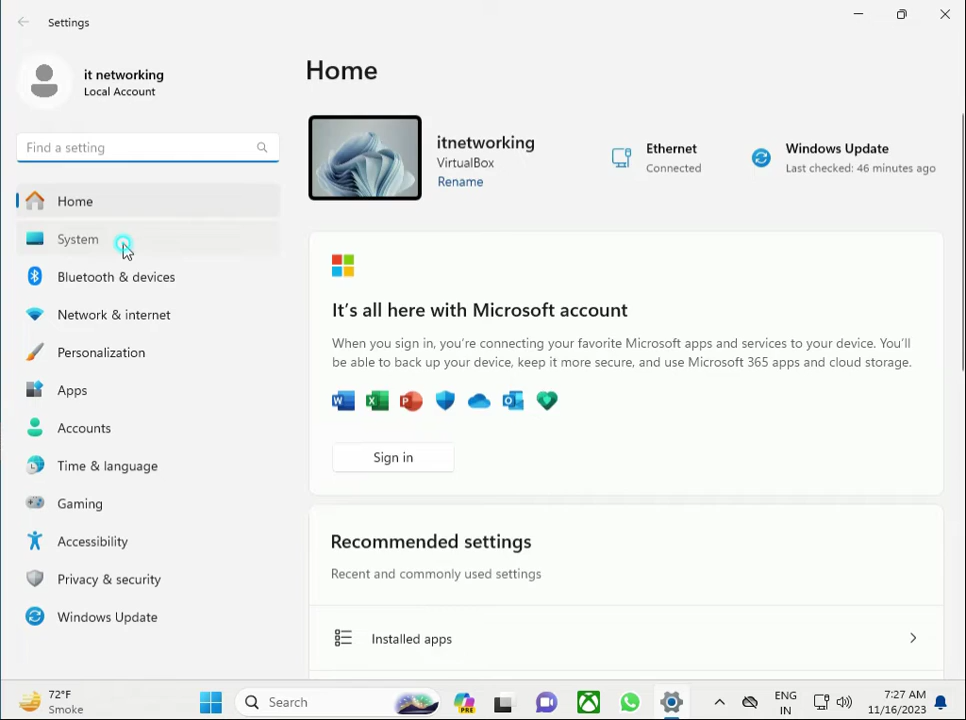 Settings
it networking
Local Account
Find a setting
Home
System
Bluetooth & devices
Network & internet
Personalization
Apps
Accounts
Time & language
Gaming
Accessibility
Privacy & security
Windows Update
Home
itnetworking
VirtualBox
Rename
Ethernet
Connected
Windows Update
Last checked: 46 minutes ago
It's all here with Microsoft account
When you sign in, you're connecting your favorite Microsoft apps and services to your device. You'll
be able to back up your device, keep it more secure, and use Microsoft 365 apps and cloud storage.
Sign in
Recommended settings
Recent and commonly used settings
Installed apps
72°F
Smoke
Search
PRE
ENG
IN
7:27 AM
11/16/2023